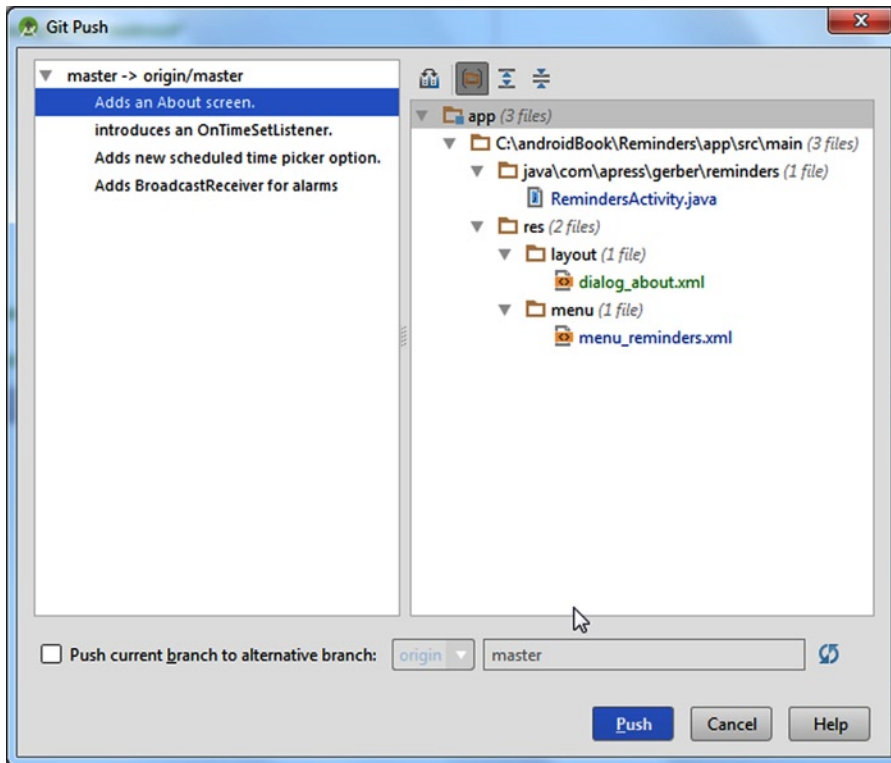 Git Push
master -> origin/master
Adds an About screen.
introduces an OnTimeSetListener.
Adds new scheduled time picker option.
Adds BroadcastReceiver for alarms
app (3 files)
C:\androidBook\Reminders\app\src\main (3 files)
java\com\apress\gerber\reminders (1 file)
RemindersActivity.java
res (2 files)
layout (1 file)
dialog_about.xml
menu (1 file)
menu_reminders.xml
Push current branch to alternative branch: origin master
Push Cancel Help